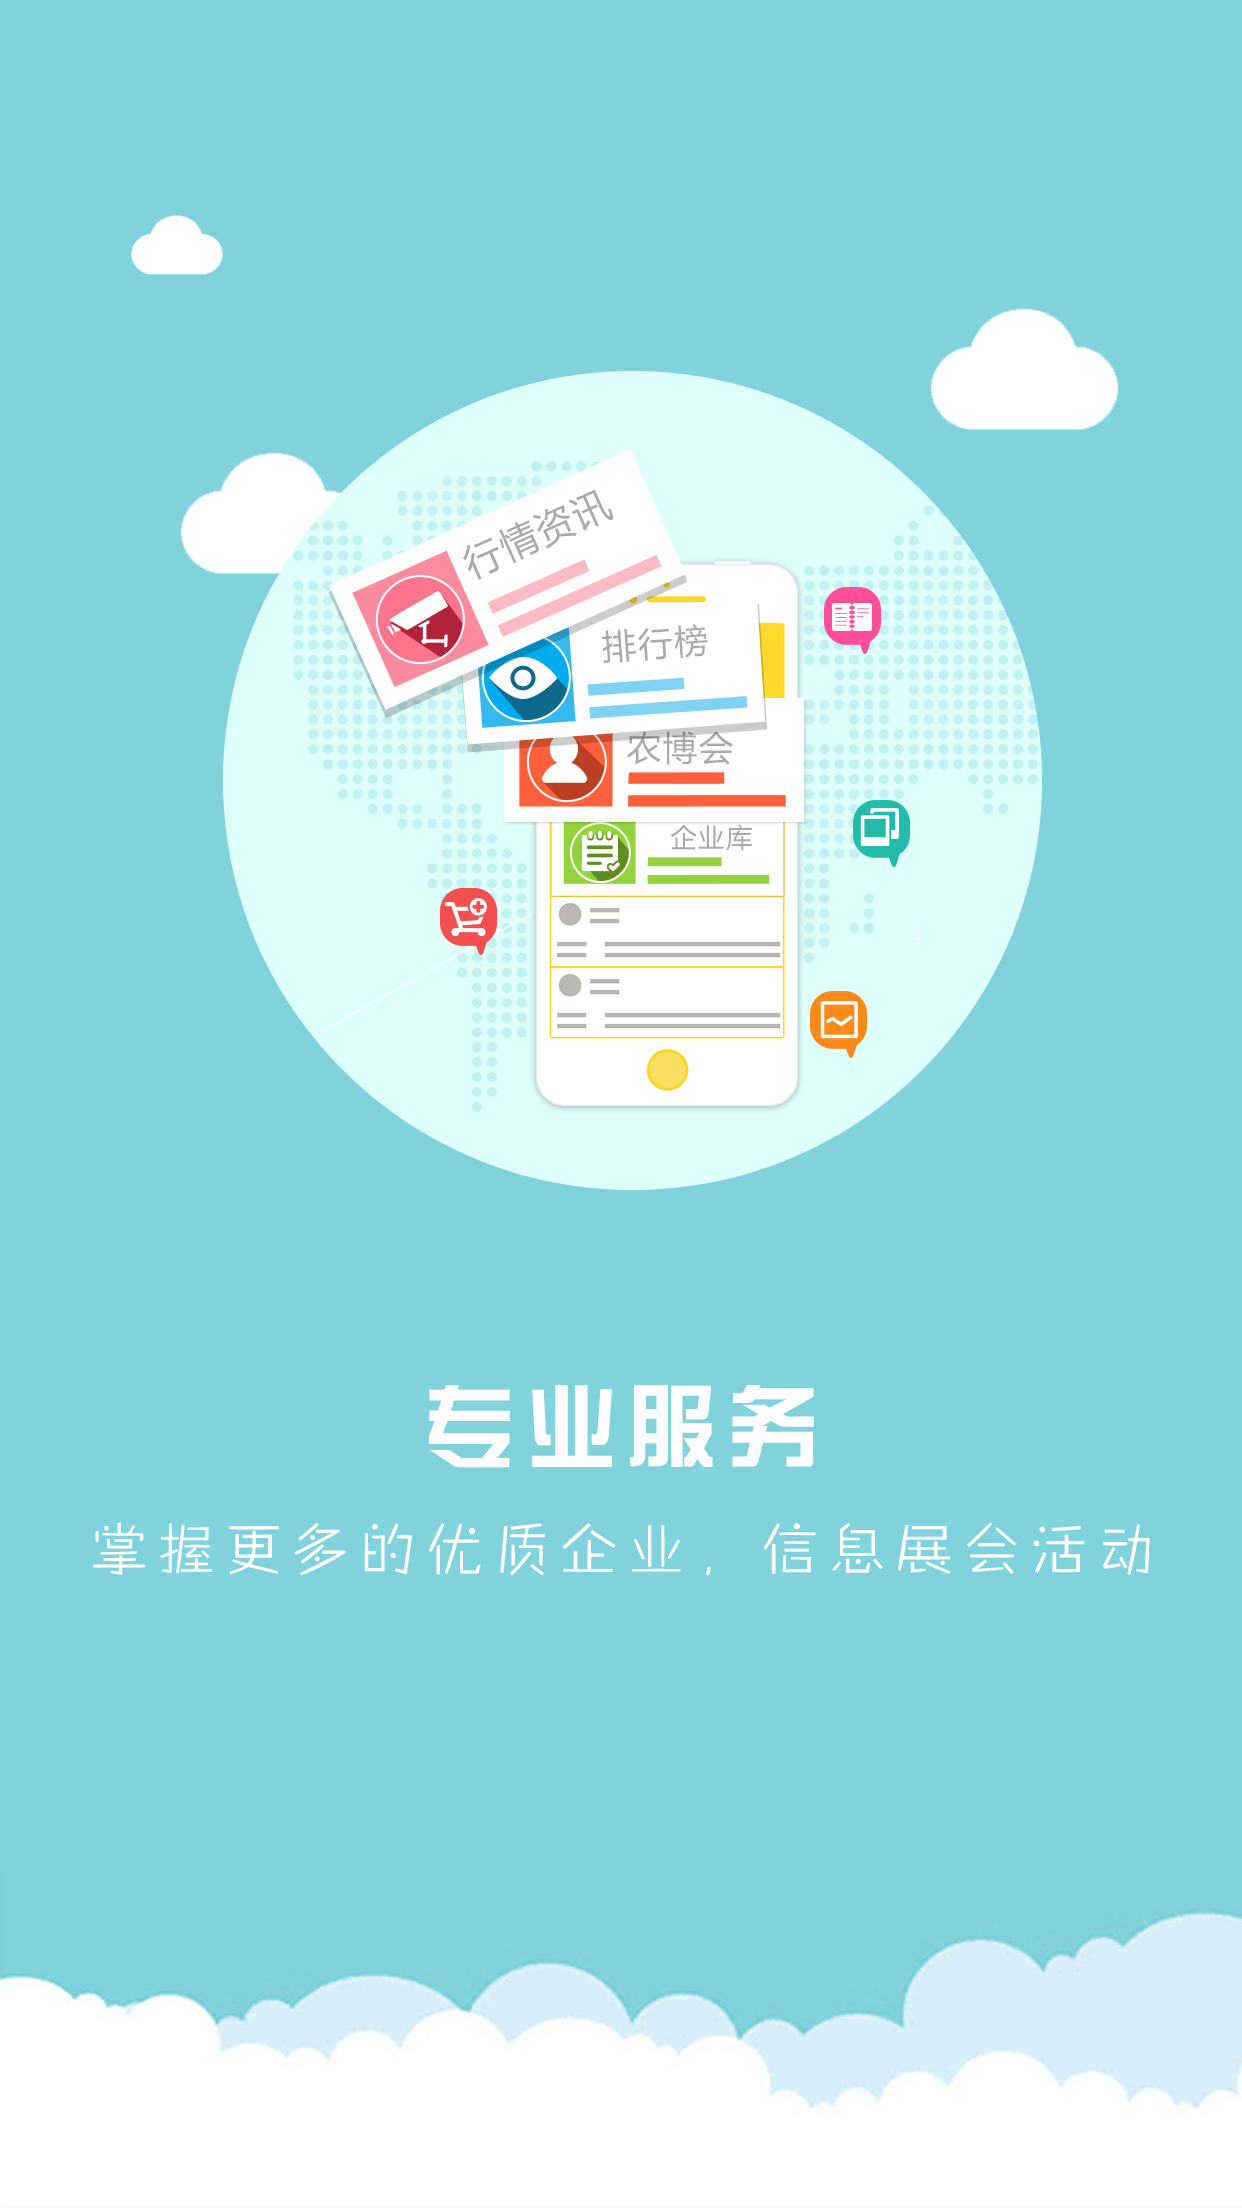 行情资讯
排行榜
农博会
企业库
专业服务
掌握更多的优质企业，信息展会活动